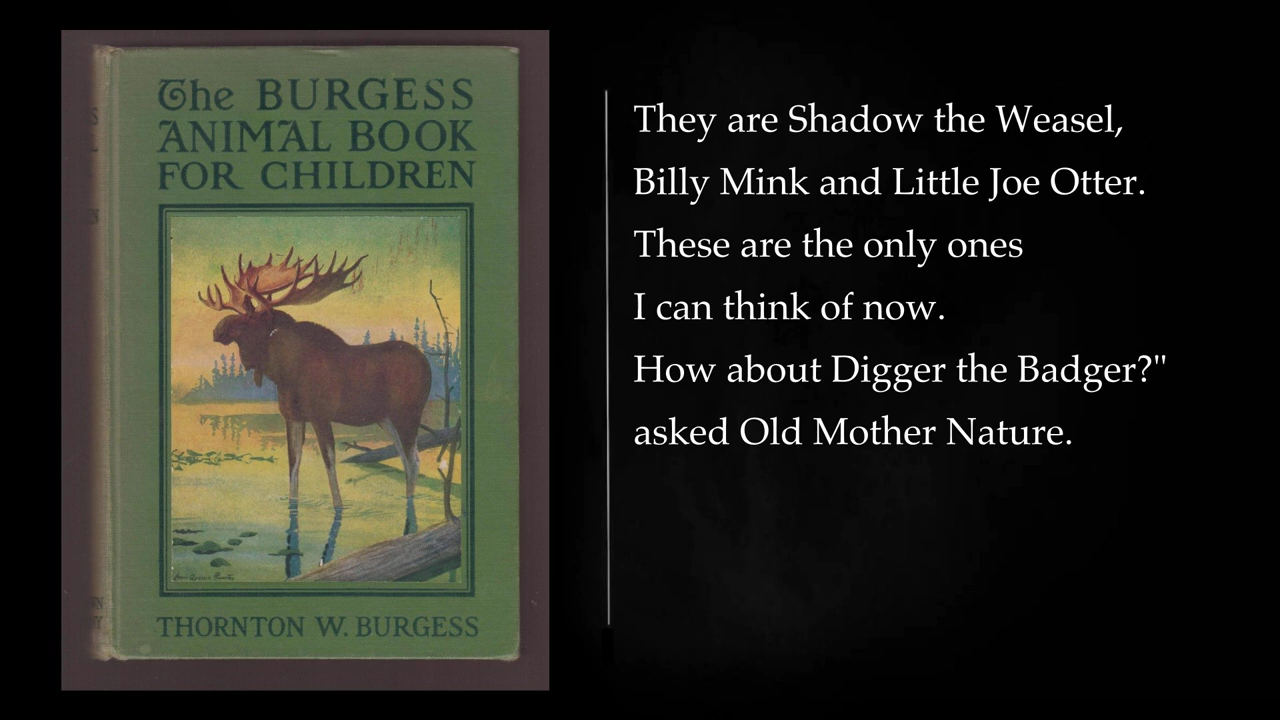 The BURGESS
ANIMAL BOOK
FOR CHILDREN
THORNTON W. BURGESS
They are Shadow the Weasel,
Billy Mink and Little Joe Otter.
These are the only ones
I can think of now.
How about Digger the Badger?"
asked Old Mother Nature.